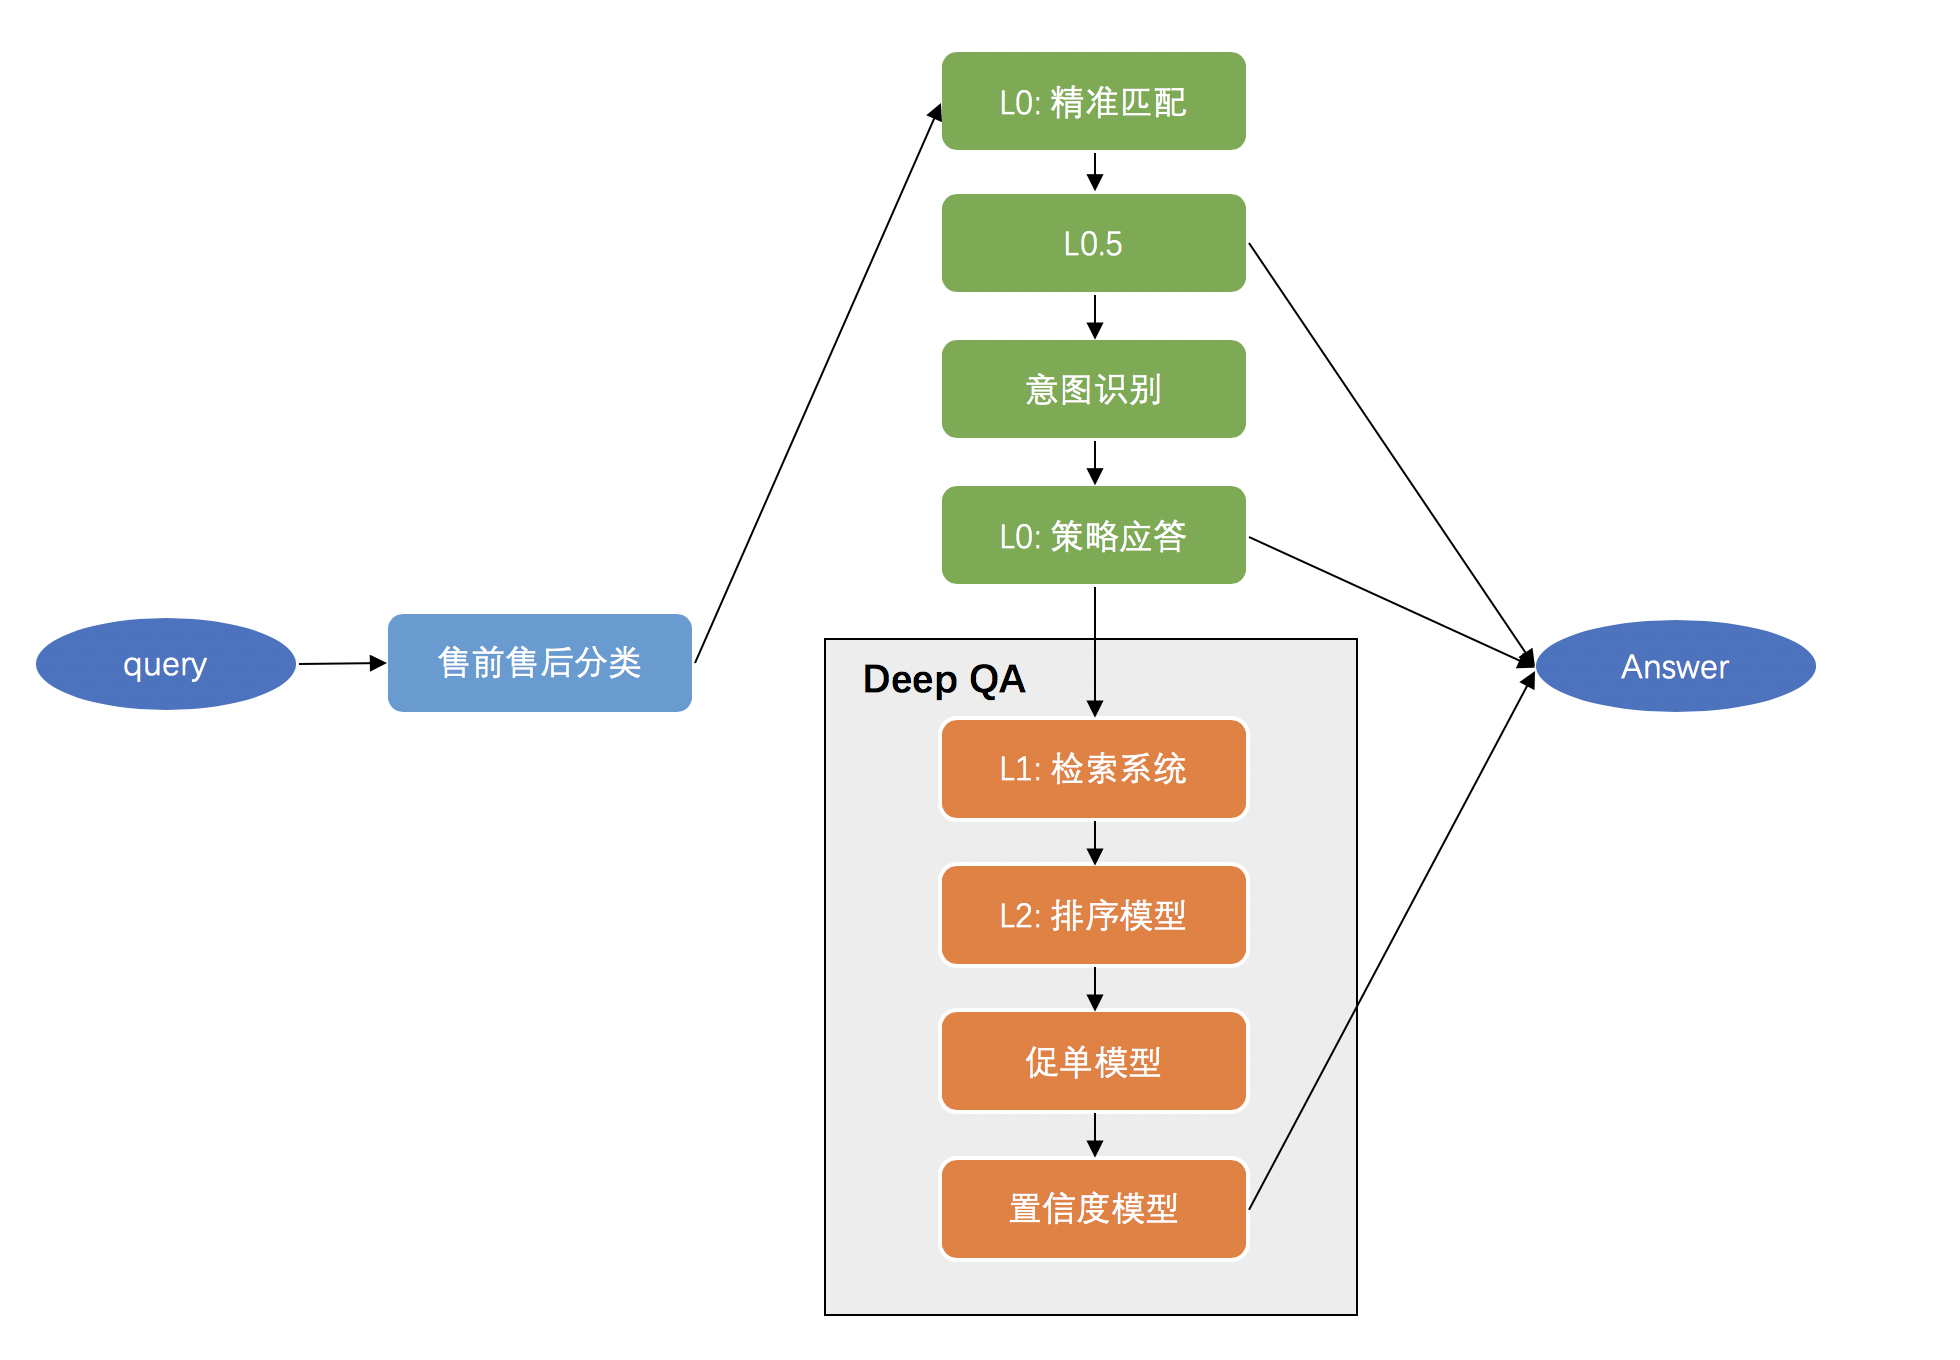 query
售前售后分类
L0: 精准匹配
L0.5
意图识别
L0: 策略应答
Deep QA
L1: 检索系统
L2: 排序模型
促单模型
置信度模型
Answer